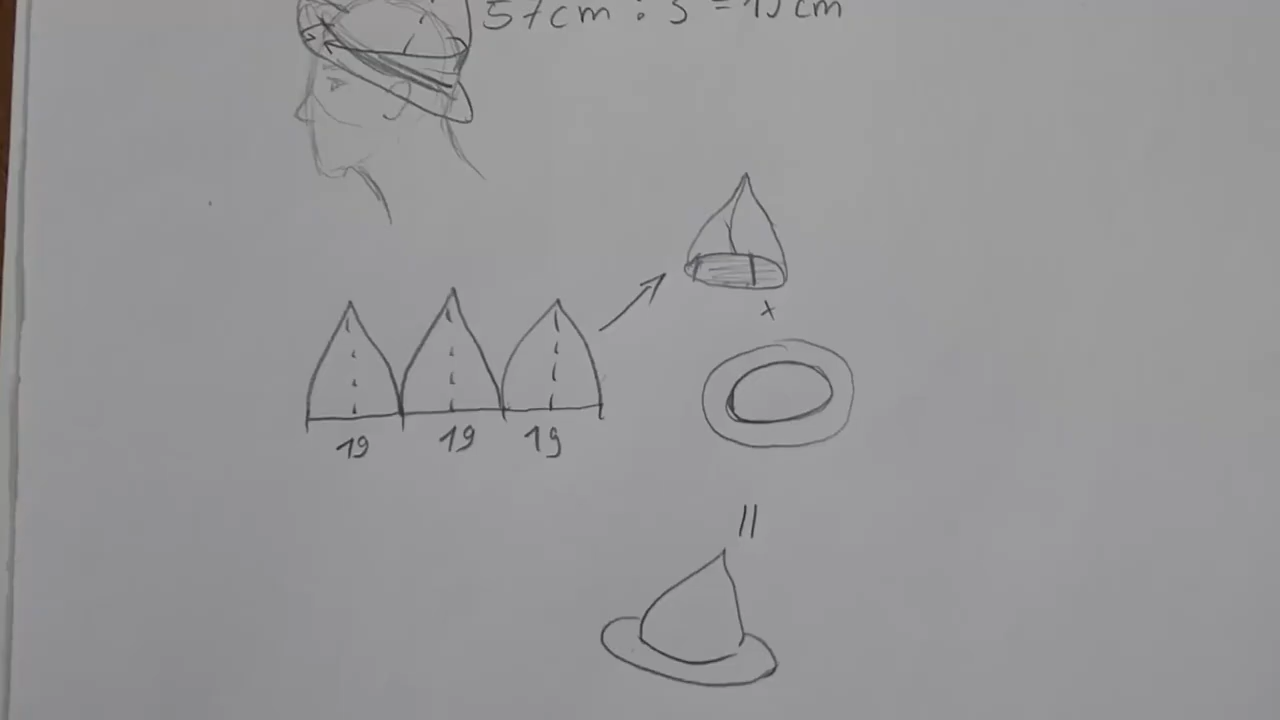 57cm : 3 = 19 cm
19 19 19
x
=